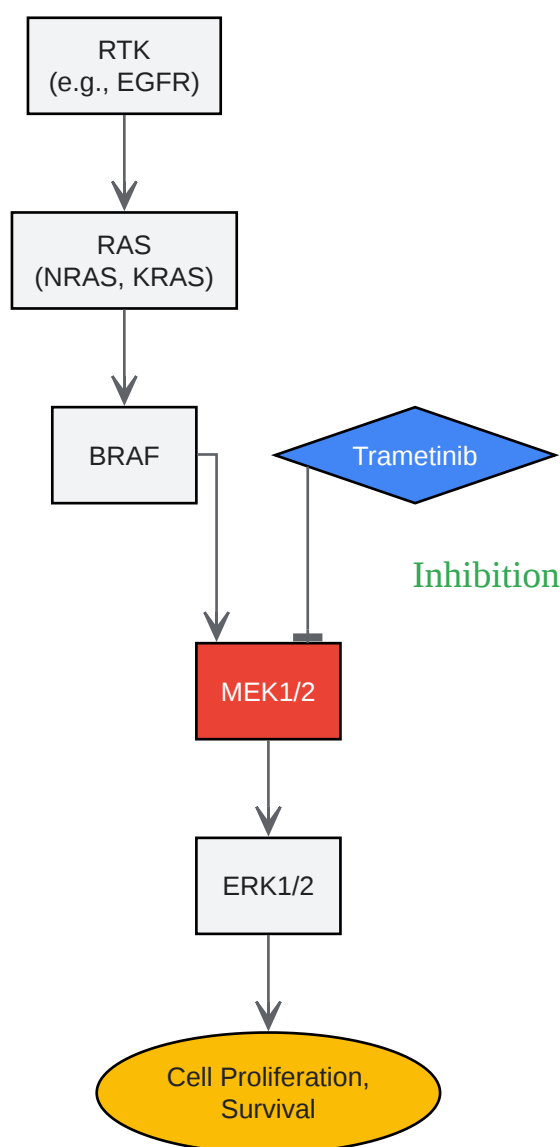 RTK
(e.g., EGFR)
RAS
(NRAS, KRAS)
BRAF
Trametinib
Inhibition
MEK1/2
ERK1/2
Cell Proliferation,
Survival